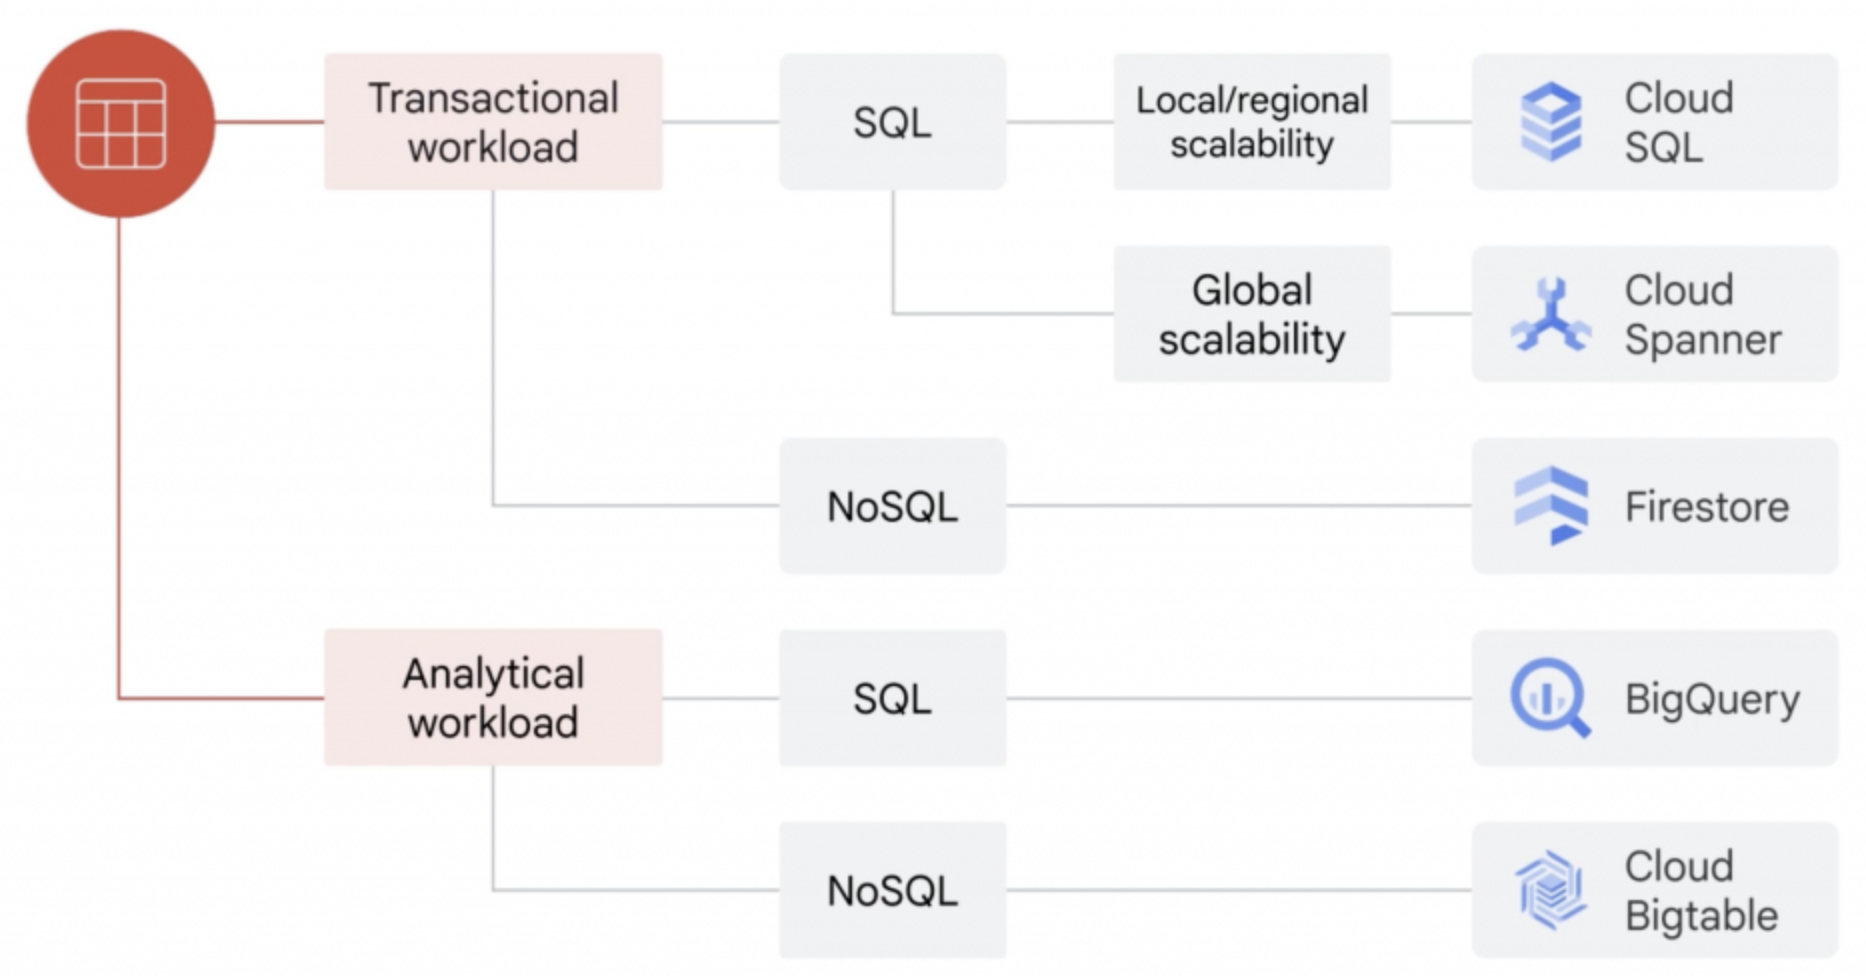 Transactional
workload
SQL
Local/regional
scalability
Cloud
SQL
Global
scalability
Cloud
Spanner
NoSQL
Firestore
Analytical
workload
SQL
BigQuery
NoSQL
Cloud
Bigtable